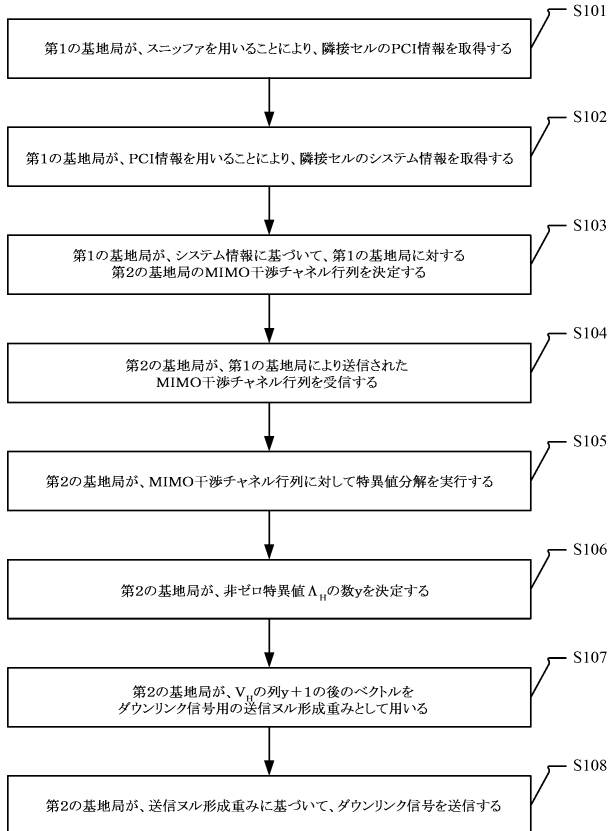 S101
第1の基地局が、スニッファを用いることにより、隣接セルのPCI情報を取得する
S102
第1の基地局が、PCI情報を用いることにより、隣接セルのシステム情報を取得する
S103
第1の基地局が、システム情報に基づいて、第1の基地局に対する
第2の基地局のMIMO干渉チャネル行列を決定する
S104
第2の基地局が、第1の基地局により送信された
MIMO干渉チャネル行列を受信する
S105
第2の基地局が、MIMO干渉チャネル行列に対して特異値分解を実行する
S106
第2の基地局が、非ゼロ特異値Λ_Hの数yを決定する
S107
第2の基地局が、V_Hの列y+1の後のベクトルを
ダウンリンク信号用の送信ヌル形成重みとして用いる
S108
第2の基地局が、送信ヌル形成重みに基づいて、ダウンリンク信号を送信する